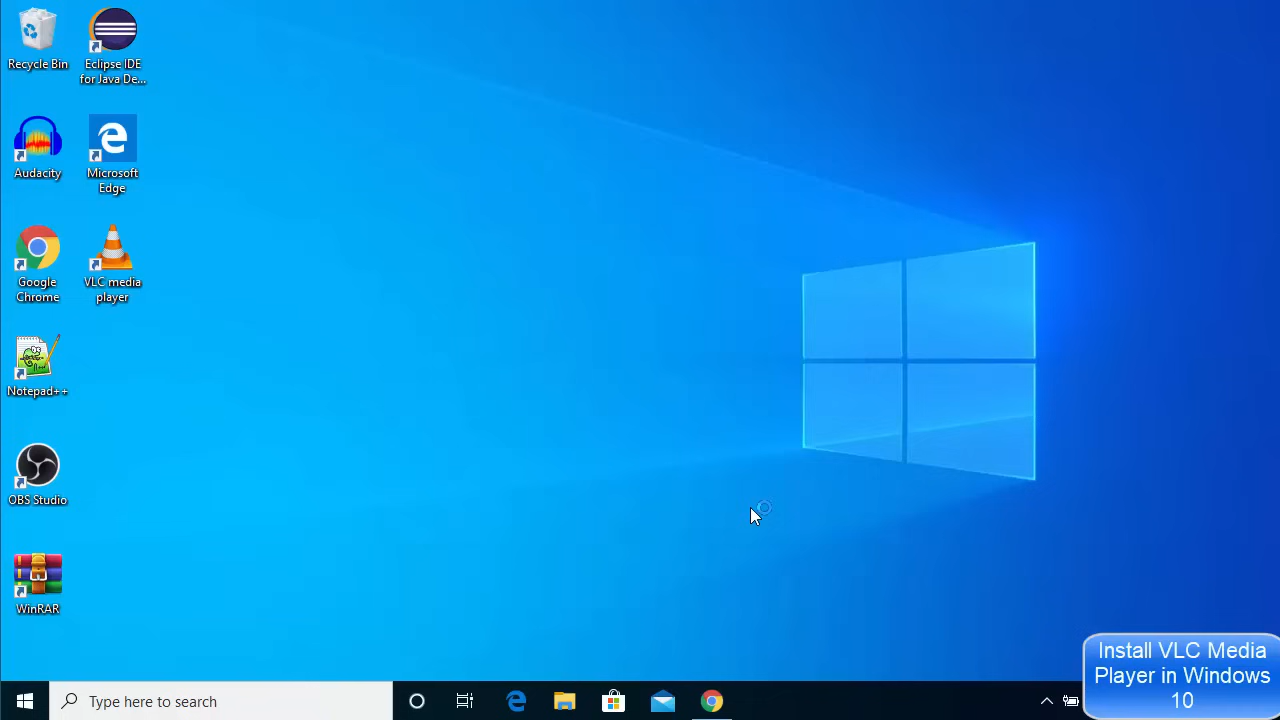 Recycle Bin
Eclipse IDE
for Java De...
Audacity
Microsoft
Edge
Google
Chrome
VLC media
player
Notepad++
OBS Studio
WinRAR
Type here to search
Install VLC Media
Player in Windows
10